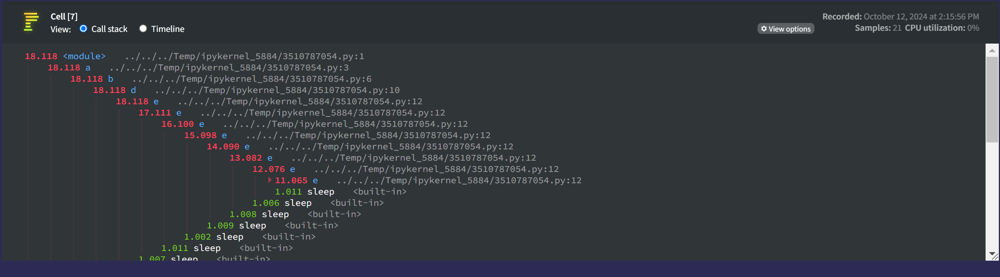 Cell [7]
View: Call stack Timeline
View options
Recorded: October 12, 2024 at 2:15:56 PM
Samples: 21 CPU utilization: 0%
18.118 <module> ../../../Temp/ipykernel_5884/3510787054.py:1
18.118 a ../../../Temp/ipykernel_5884/3510787054.py:3
18.118 b ../../../Temp/ipykernel_5884/3510787054.py:6
18.118 d ../../../Temp/ipykernel_5884/3510787054.py:10
18.118 e ../../../Temp/ipykernel_5884/3510787054.py:12
17.111 e ../../../Temp/ipykernel_5884/3510787054.py:12
16.100 e ../../../Temp/ipykernel_5884/3510787054.py:12
15.098 e ../../../Temp/ipykernel_5884/3510787054.py:12
14.090 e ../../../Temp/ipykernel_5884/3510787054.py:12
13.082 e ../../../Temp/ipykernel_5884/3510787054.py:12
12.076 e ../../../Temp/ipykernel_5884/3510787054.py:12
11.065 e ../../../Temp/ipykernel_5884/3510787054.py:12
1.011 sleep <built-in>
1.006 sleep <built-in>
1.008 sleep <built-in>
1.009 sleep <built-in>
1.002 sleep <built-in>
1.011 sleep <built-in>
1.007 sleep <built-in>